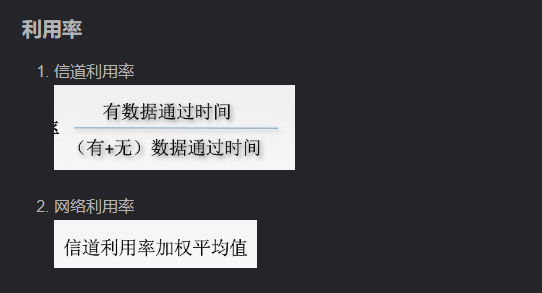 利用率
1. 信道利用率
有数据通过时间
（有+无）数据通过时间
2. 网络利用率
信道利用率加权平均值